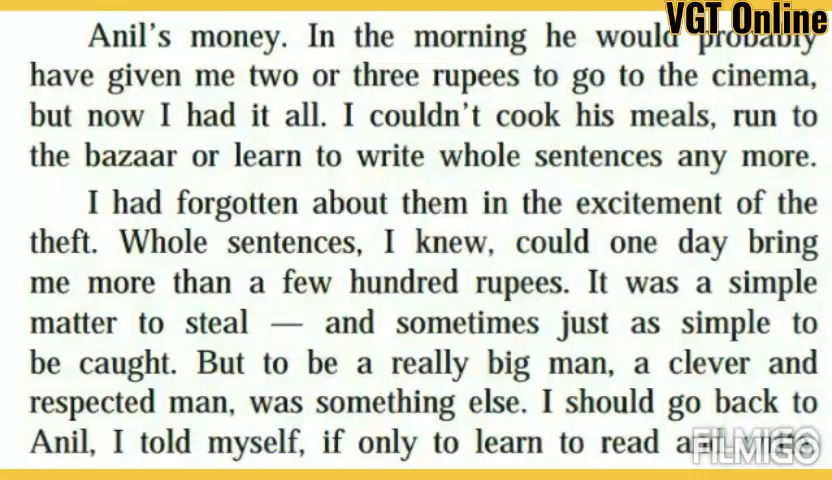 VGT Online
Anil's money. In the morning he would probably
have given me two or three rupees to go to the cinema,
but now I had it all. I couldn't cook his meals, run to
the bazaar or learn to write whole sentences any more.
I had forgotten about them in the excitement of the
theft. Whole sentences, I knew, could one day bring
me more than a few hundred rupees. It was a simple
matter to steal — and sometimes just as simple to
be caught. But to be a really big man, a clever and
respected man, was something else. I should go back to
Anil, I told myself, if only to learn to read and write.
FILMIGO